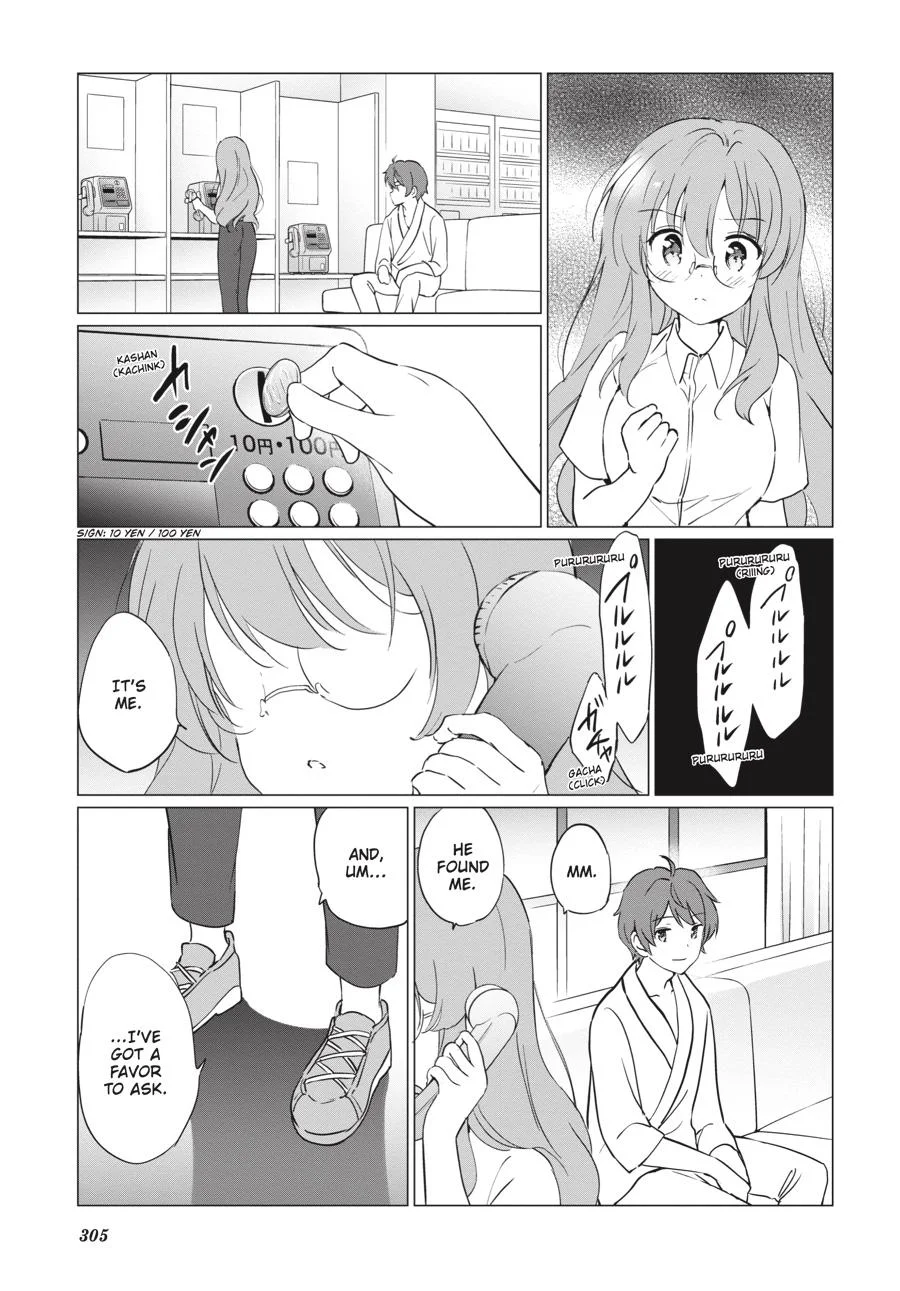 KASHAN
(KACHINK)
カシャンッ
10円・100円
SIGN: 10 YEN / 100 YEN
PURURURURU
(RIIING)
プルルルル
プルルルル
PURURURURU
PURURURURU
プルルルル
ガチャ
GACHA
(CLICK)
IT'S
ME.
MM.
HE
FOUND
ME.
AND,
UM...
...I'VE
GOT A
FAVOR
TO ASK.
305